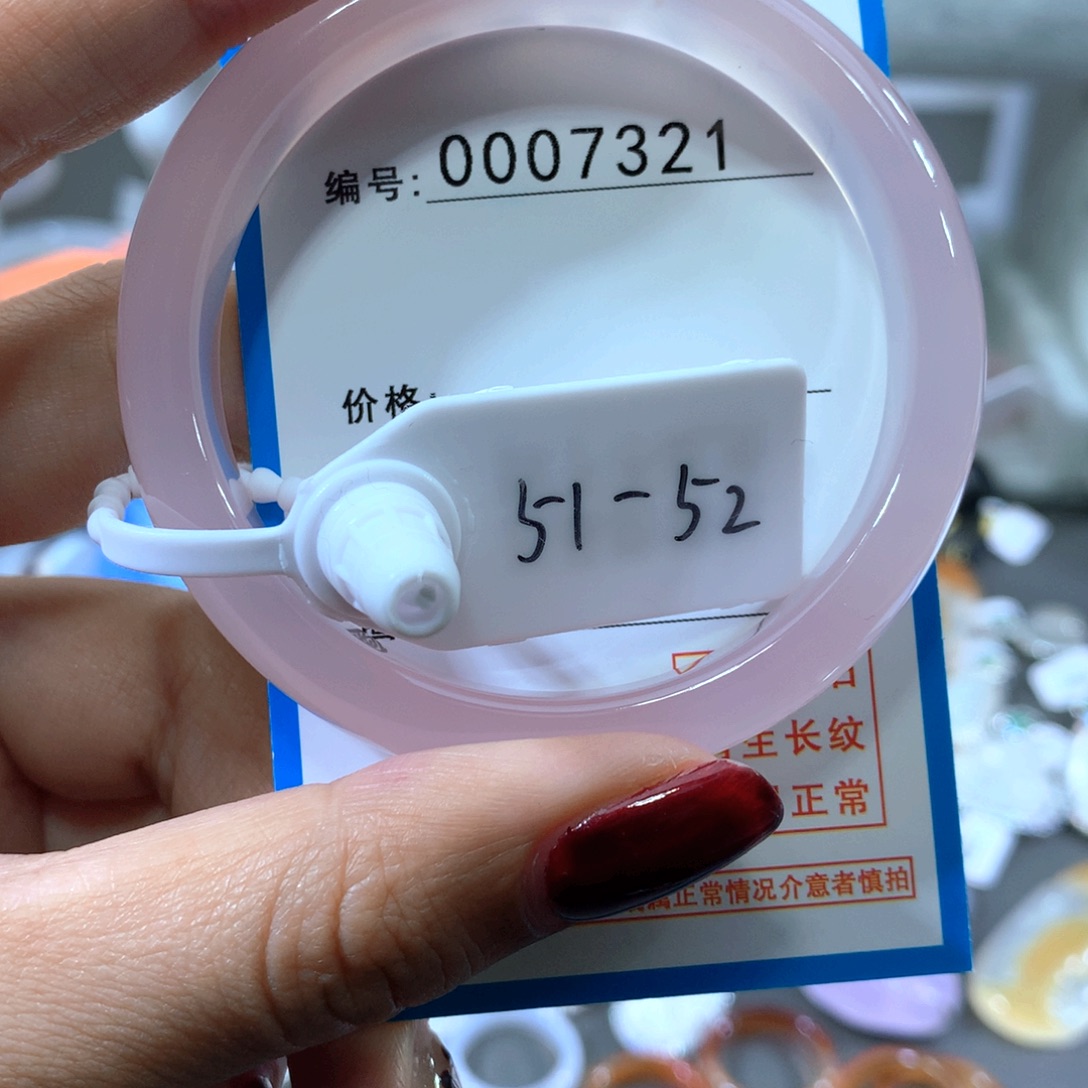 编号: 0007321
价格:
51-52
生长纹
正常
属正常情况介意者慎拍